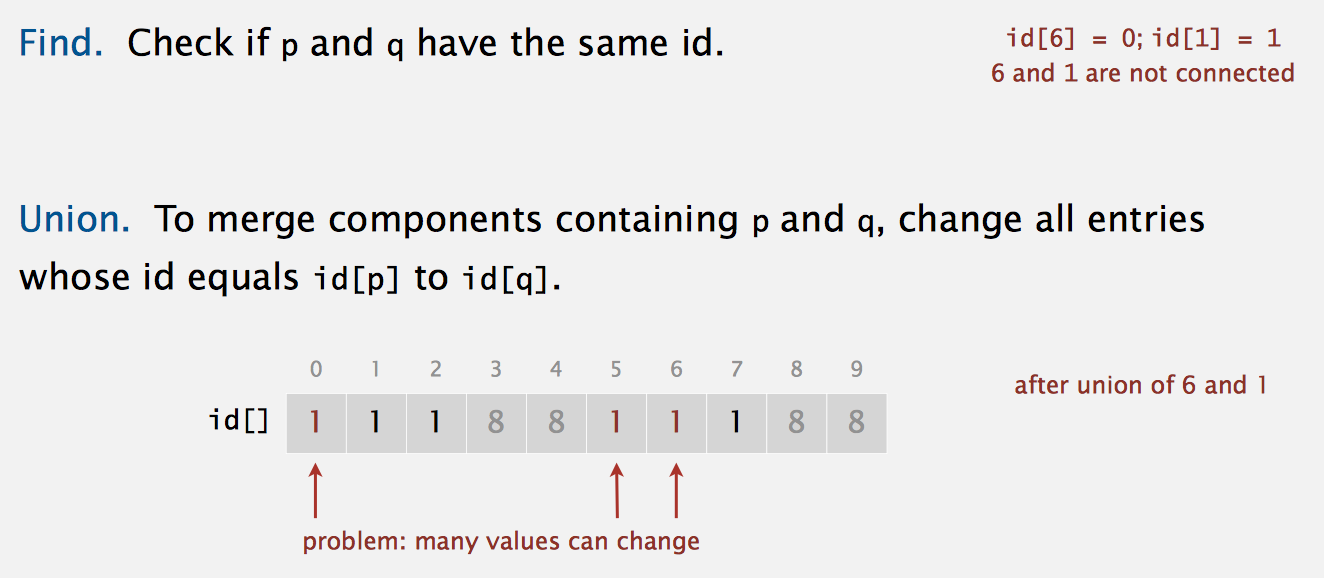 Find. Check if p and q have the same id.
id[6] = 0; id[1] = 1
6 and 1 are not connected
Union. To merge components containing p and q, change all entries
whose id equals id[p] to id[q].
0 1 2 3 4 5 6 7 8 9
id[] 1 1 1 8 8 1 1 1 8 8
after union of 6 and 1
problem: many values can change